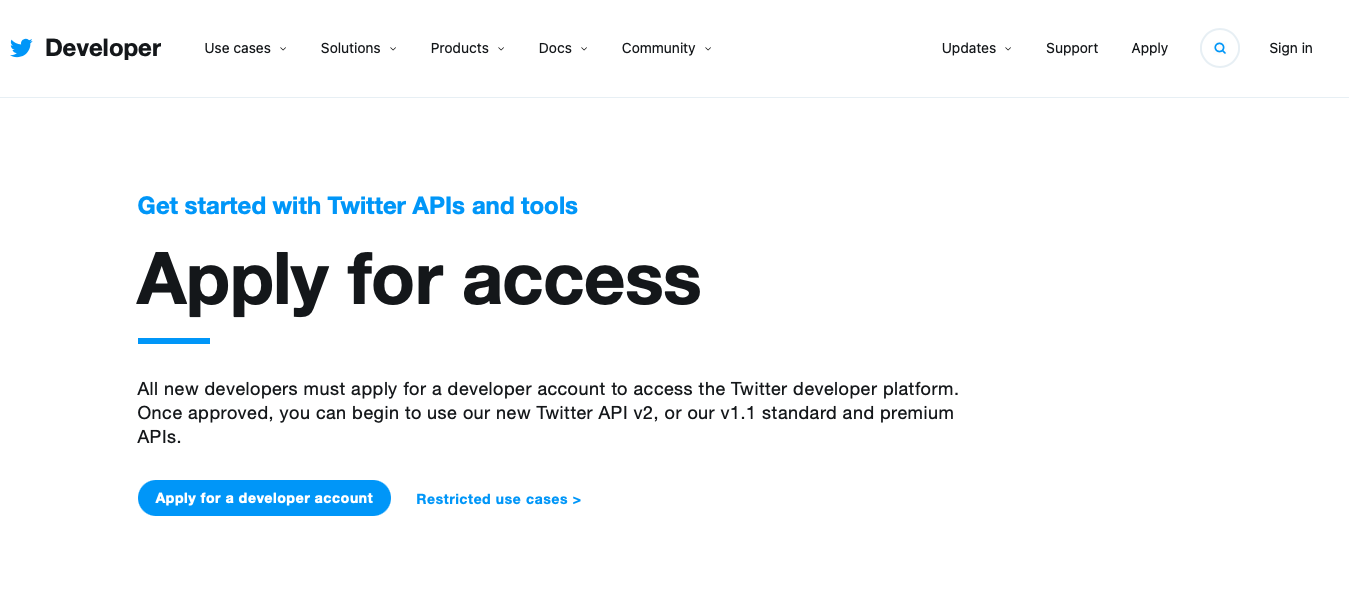 Developer Use cases Solutions Products Docs Community Updates Support Apply Sign in
Get started with Twitter APIs and tools
Apply for access
All new developers must apply for a developer account to access the Twitter developer platform.
Once approved, you can begin to use our new Twitter API v2, or our v1.1 standard and premium
APIs.
Apply for a developer account Restricted use cases >